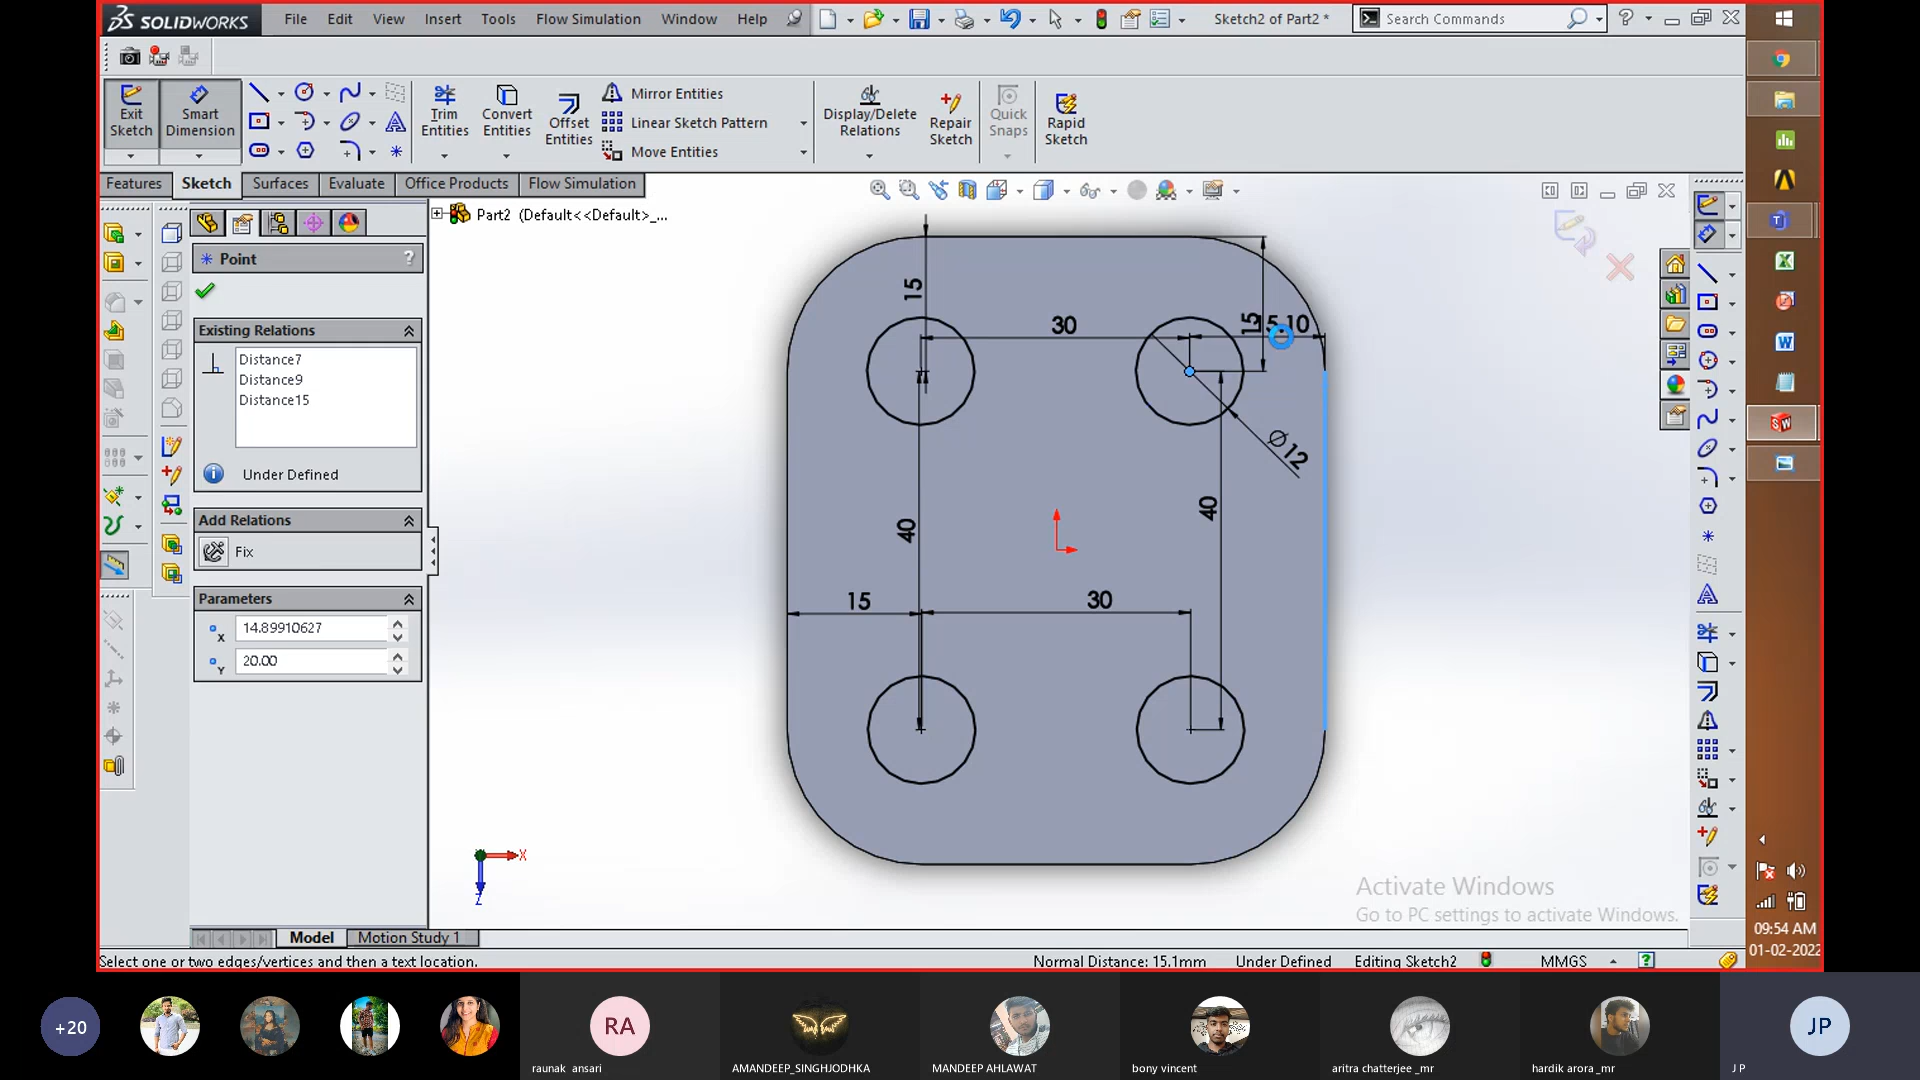 SOLIDWORKS File Edit View Insert Tools Flow Simulation Window Help Sketch2 of Part2 * Search Commands
Exit Sketch
Smart Dimension
Trim Entities
Convert Entities
Offset Entities
Mirror Entities
Linear Sketch Pattern
Move Entities
Display/Delete Relations
Repair Sketch
Quick Snaps
Rapid Sketch
Features Sketch Surfaces Evaluate Office Products Flow Simulation
Part2 (Default<<Default>_...
Point ?
Existing Relations
Distance7
Distance9
Distance15
Under Defined
Add Relations
Fix
Parameters
X 14.89910627
Y 20.00
15
30
15
15.10
Ø12
40
40
15
30
X
Z
Activate Windows
Go to PC settings to activate Windows.
Model Motion Study 1
Select one or two edges/vertices and then a text location. Normal Distance: 15.1mm Under Defined Editing Sketch2 MMGS
09:54 AM
01-02-2022
+20
RA
JP
raunak ansari AMANDEEP_SINGHJODHKA MANDEEP AHLAWAT bony vincent aritra chatterjee _mr hardik arora _mr J P